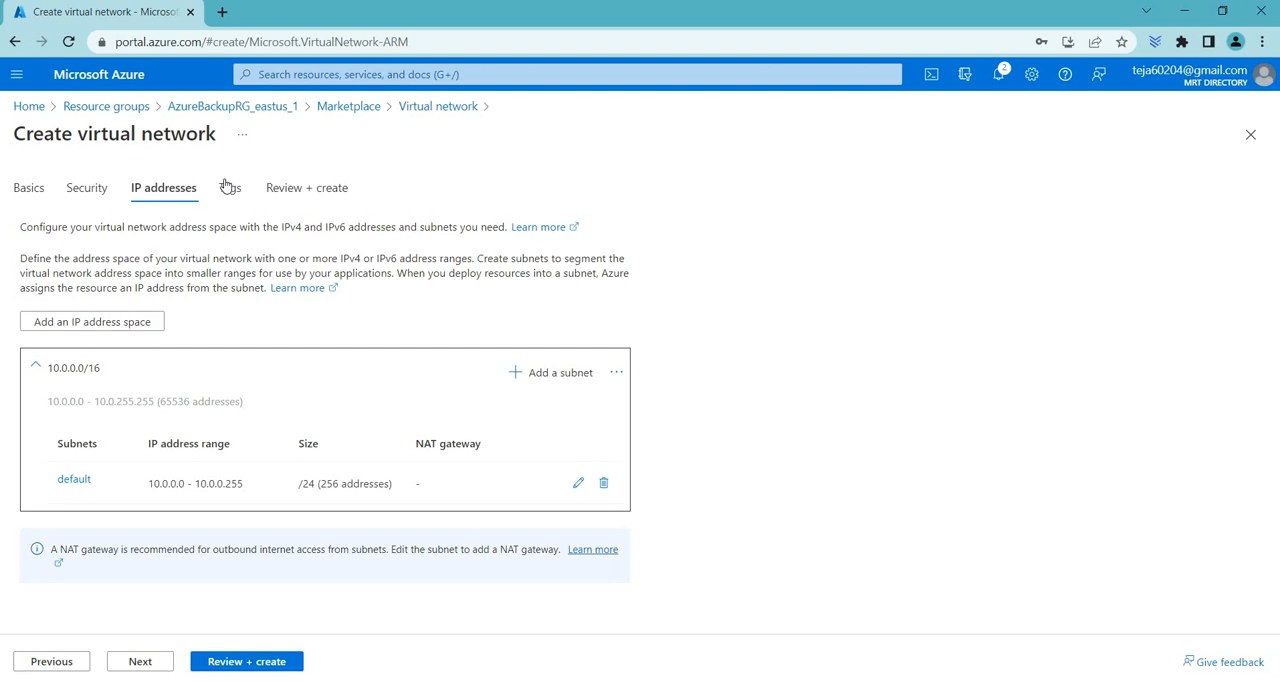 Create virtual network - Microsof
portal.azure.com/#create/Microsoft.VirtualNetwork-ARM
Microsoft Azure
Search resources, services, and docs (G+/)
2
teja60204@gmail.com
MRT DIRECTORY
Home > Resource groups > AzureBackupRG_eastus_1 > Marketplace > Virtual network >
Create virtual network ...
Basics Security IP addresses Tags Review + create
Configure your virtual network address space with the IPv4 and IPv6 addresses and subnets you need. Learn more
Define the address space of your virtual network with one or more IPv4 or IPv6 address ranges. Create subnets to segment the
virtual network address space into smaller ranges for use by your applications. When you deploy resources into a subnet, Azure
assigns the resource an IP address from the subnet. Learn more
Add an IP address space
10.0.0.0/16
+ Add a subnet ...
10.0.0.0 - 10.0.255.255 (65536 addresses)
Subnets IP address range Size NAT gateway
default 10.0.0.0 - 10.0.0.255 /24 (256 addresses) -
A NAT gateway is recommended for outbound internet access from subnets. Edit the subnet to add a NAT gateway. Learn more
Previous Next Review + create Give feedback